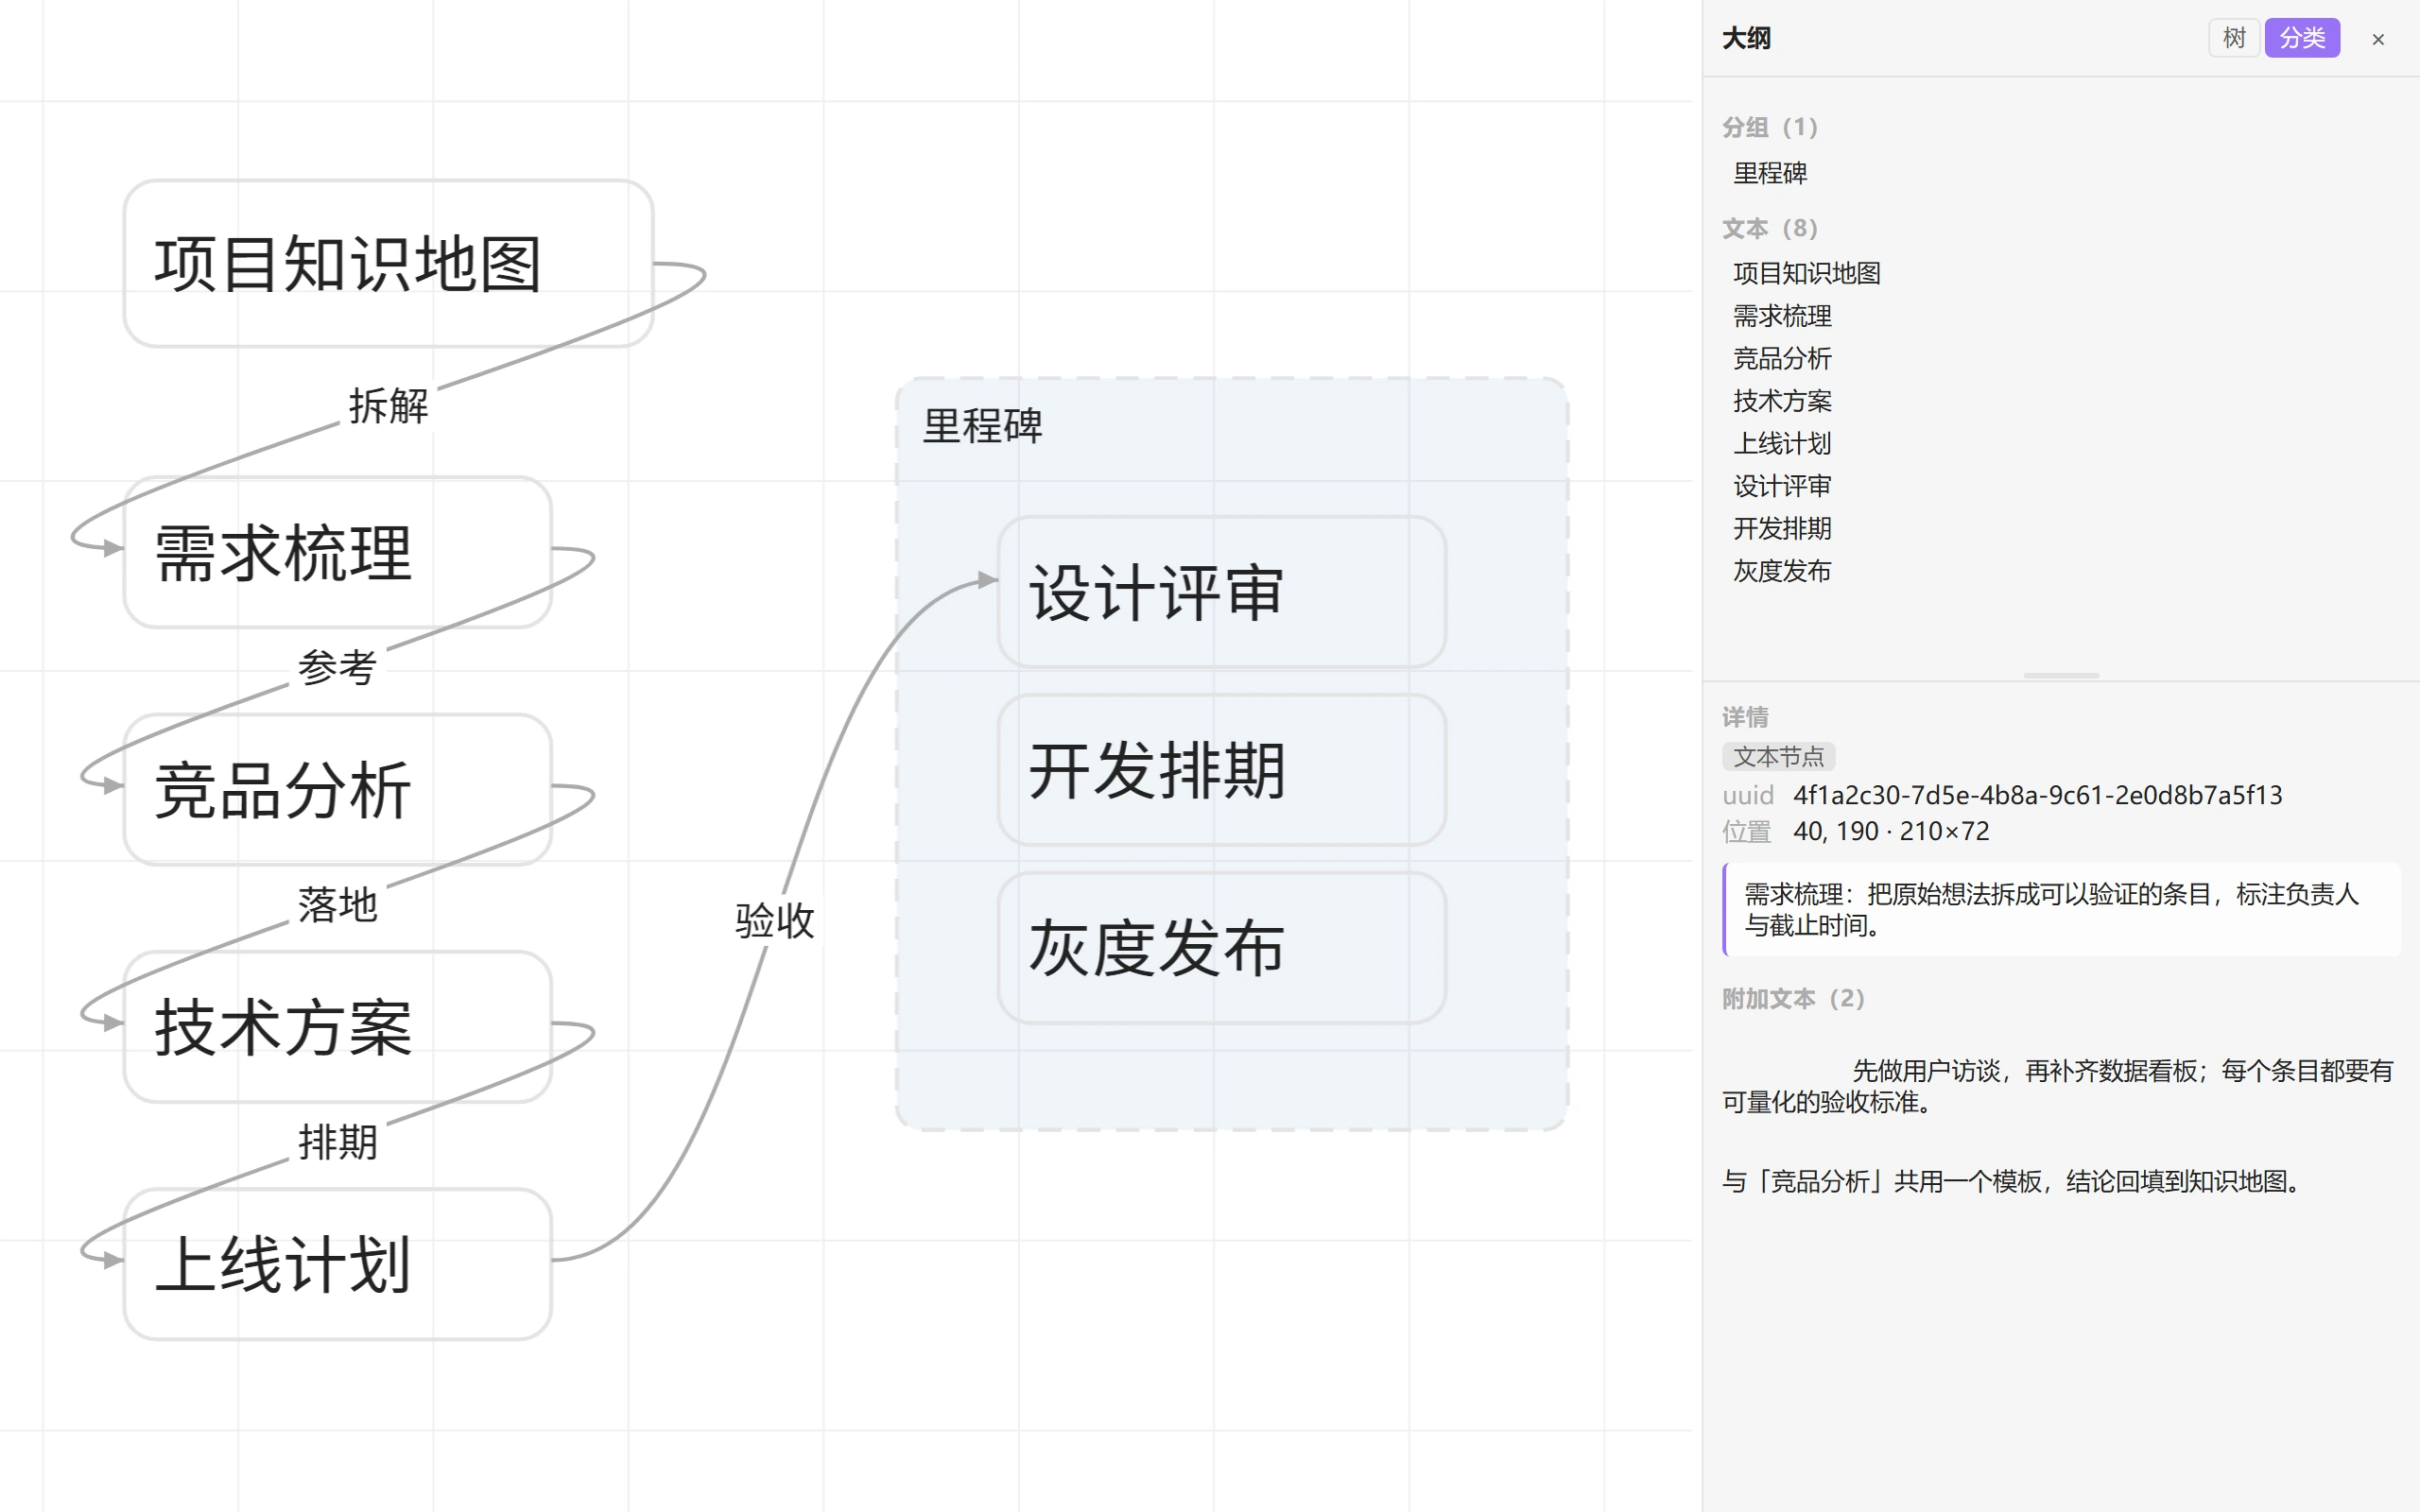 项目知识地图
拆解
需求梳理
参考
竞品分析
落地
技术方案
排期
上线计划
验收
里程碑
设计评审
开发排期
灰度发布
大纲
树
分类
×
分组（1）
里程碑
文本（8）
项目知识地图
需求梳理
竞品分析
技术方案
上线计划
设计评审
开发排期
灰度发布
详情
文本节点
uuid 4f1a2c30-7d5e-4b8a-9c61-2e0d8b7a5f13
位置 40, 190 · 210×72
需求梳理：把原始想法拆成可以验证的条目，标注负责人
与截止时间。
附加文本（2）
先做用户访谈，再补齐数据看板；每个条目都要有
可量化的验收标准。
与「竞品分析」共用一个模板，结论回填到知识地图。